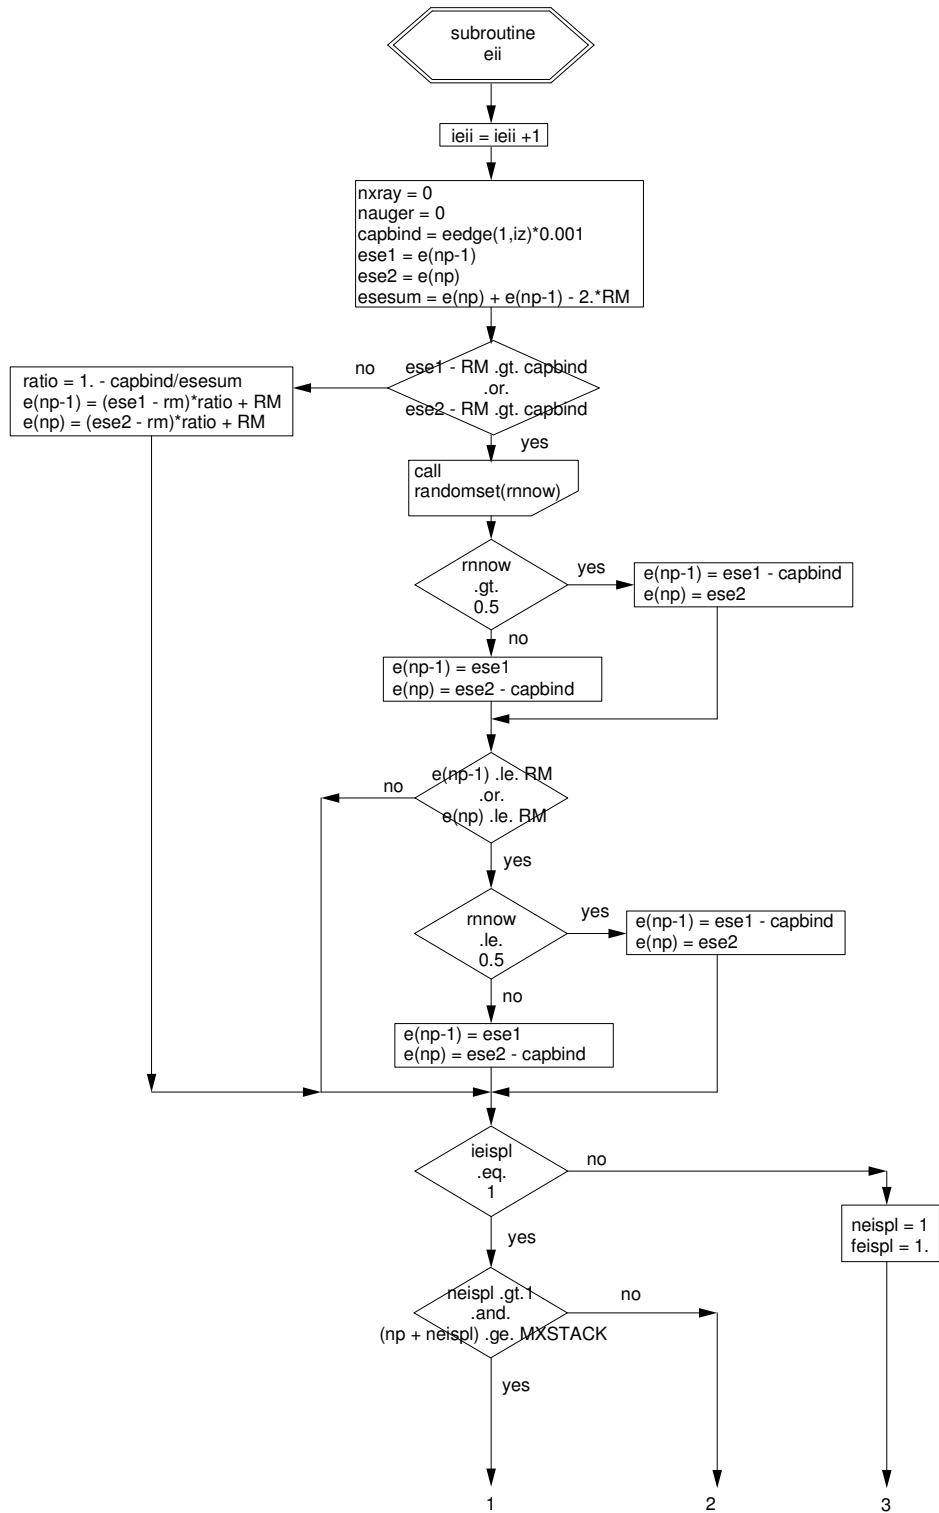 subroutine
eii
ieii = ieii +1
nxray = 0
nauger = 0
capbind = eedge(1,iz)*0.001
ese1 = e(np-1)
ese2 = e(np)
esesum = e(np) + e(np-1) - 2.*RM
ese1 - RM .gt. capbind
.or.
ese2 - RM .gt. capbind
no
ratio = 1. - capbind/esesum
e(np-1) = (ese1 - rm)*ratio + RM
e(np) = (ese2 - rm)*ratio + RM
yes
call
randomset(rnnow)
rnnow
.gt.
0.5
yes
e(np-1) = ese1 - capbind
e(np) = ese2
no
e(np-1) = ese1
e(np) = ese2 - capbind
e(np-1) .le. RM
.or.
e(np) .le. RM
no
yes
rnnow
.le.
0.5
yes
e(np-1) = ese1 - capbind
e(np) = ese2
no
e(np-1) = ese1
e(np) = ese2 - capbind
ieispl
.eq.
1
no
neispl = 1
feispl = 1.
yes
neispl .gt.1
.and.
(np + neispl) .ge. MXSTACK
no
yes
1
2
3